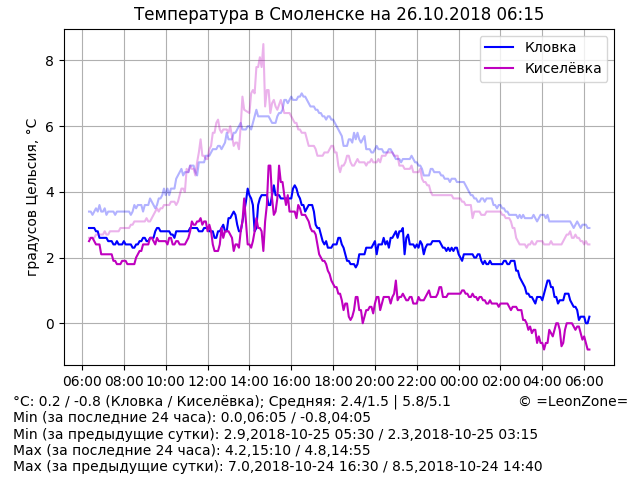 Температура в Смоленске на 26.10.2018 06:15
Кловка
Киселёвка
градусов Цельсия, °C
8
6
4
2
0
06:00 08:00 10:00 12:00 14:00 16:00 18:00 20:00 22:00 00:00 02:00 04:00 06:00
°C: 0.2 / -0.8 (Кловка / Киселёвка); Средняя: 2.4/1.5 | 5.8/5.1 © =LeonZone=
Min (за последние 24 часа): 0.0,06:05 / -0.8,04:05
Min (за предыдущие сутки): 2.9,2018-10-25 05:30 / 2.3,2018-10-25 03:15
Max (за последние 24 часа): 4.2,15:10 / 4.8,14:55
Max (за предыдущие сутки): 7.0,2018-10-24 16:30 / 8.5,2018-10-24 14:40